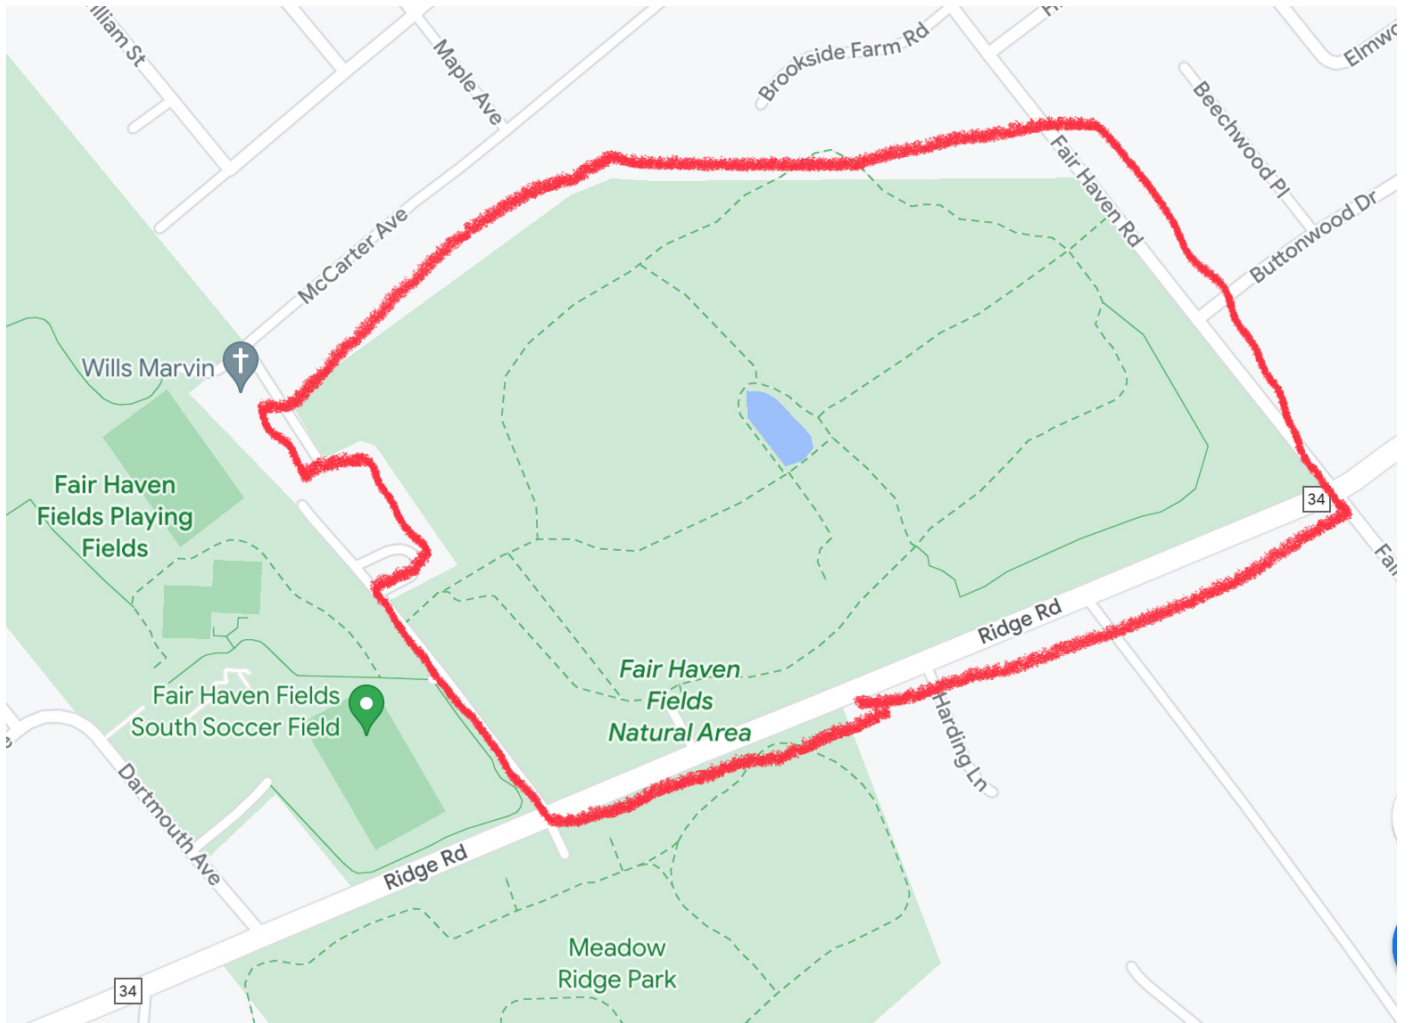 Maple Ave
Brookside Farm Rd
Beechwood Pl
Fair Haven Rd
Buttonwood Dr
McCarter Ave
Wills Marvin
Fair Haven
Fields Playing
Fields
34
Ridge Rd
Fair Haven
Fields
Natural Area
Fair Haven Fields
South Soccer Field
Harding Ln
Dartmouth Ave
Ridge Rd
Meadow
Ridge Park
34